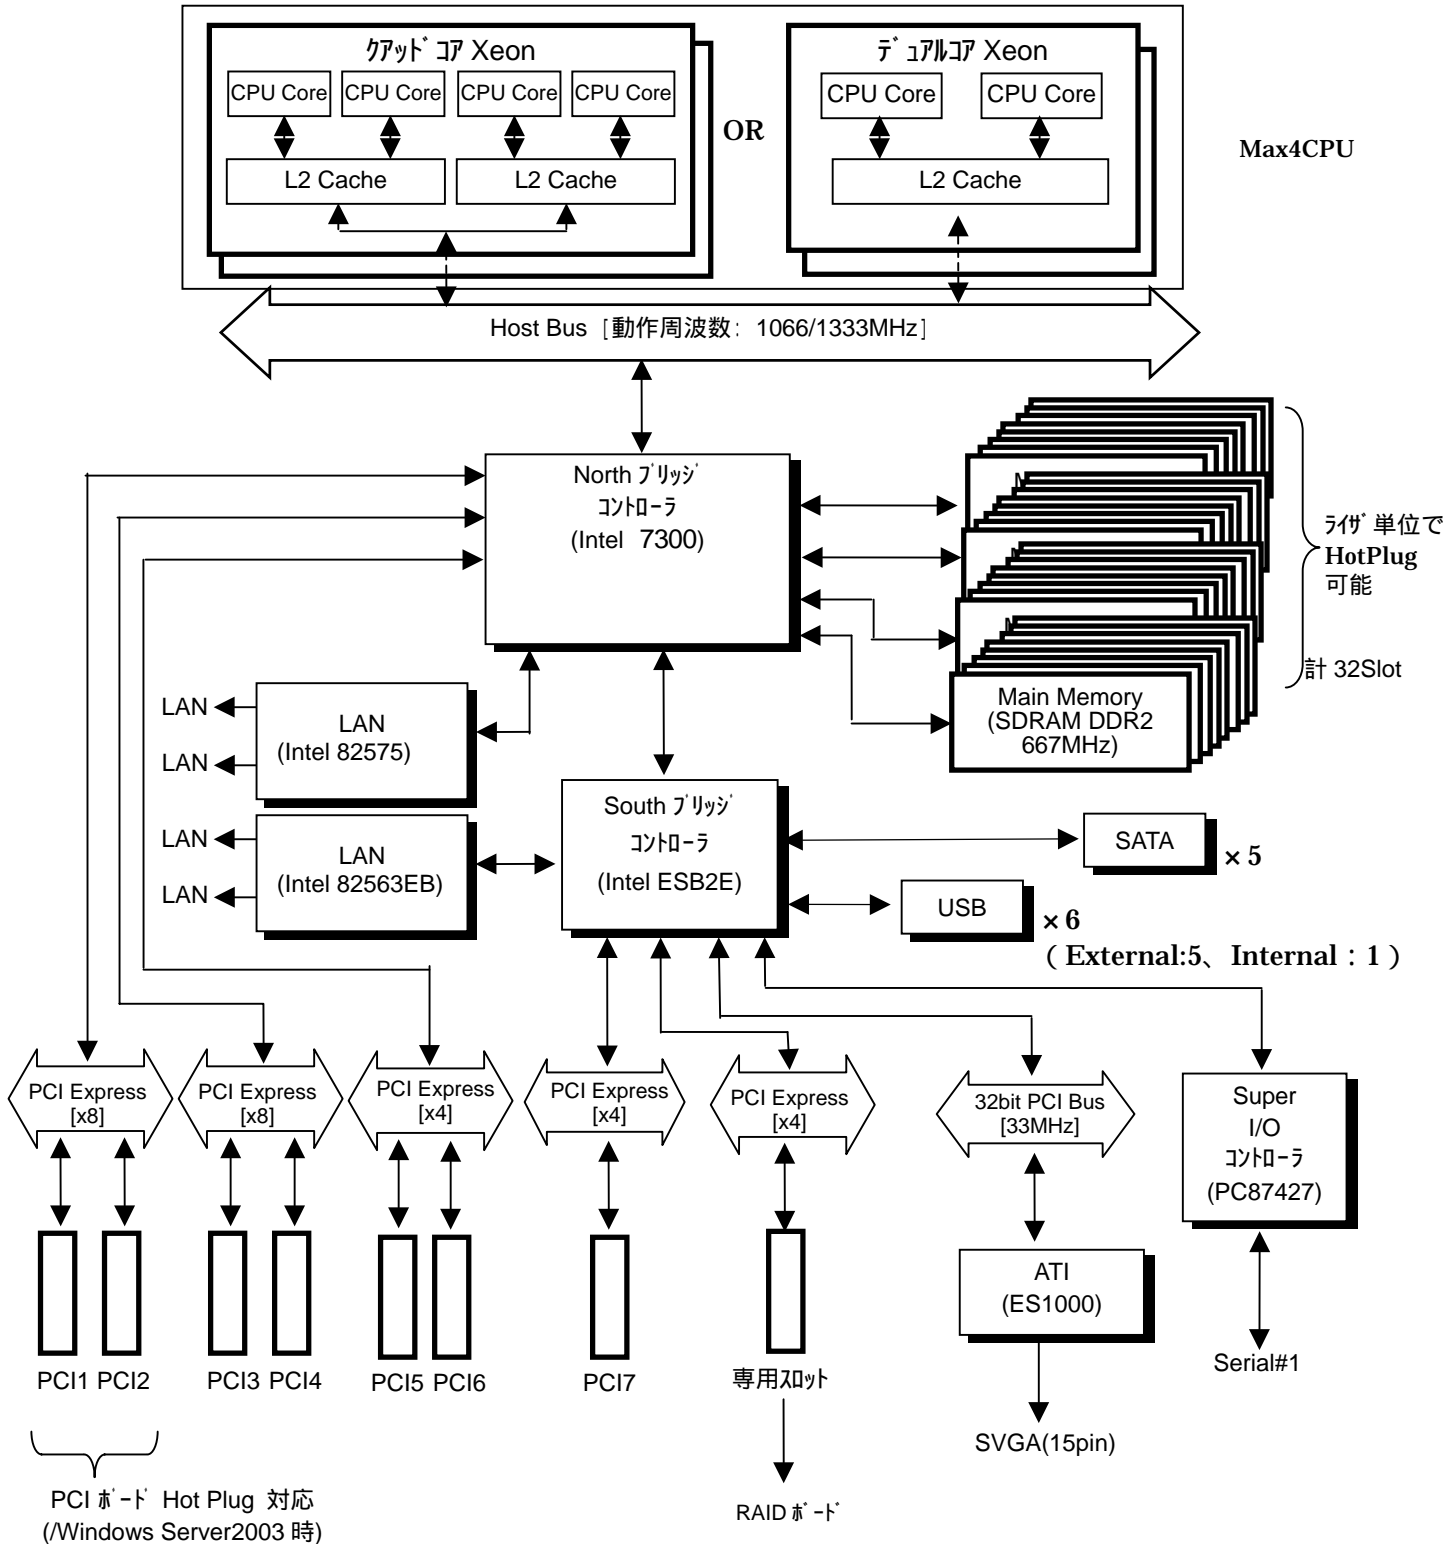 ｸｱｯﾄﾞｺｱ Xeon
ﾃﾞｭｱﾙｺｱ Xeon
CPU Core
CPU Core
CPU Core
CPU Core
CPU Core
CPU Core
OR
Max4CPU
L2 Cache
L2 Cache
L2 Cache
Host Bus [動作周波数: 1066/1333MHz]
North ﾌﾞﾘｯｼﾞ
ｺﾝﾄﾛｰﾗ
(Intel 7300)
ﾗｲｻﾞ単位で
HotPlug
可能
計 32Slot
Main Memory
(SDRAM DDR2
667MHz)
LAN
LAN
LAN
(Intel 82575)
LAN
LAN
LAN
(Intel 82563EB)
South ﾌﾞﾘｯｼﾞ
ｺﾝﾄﾛｰﾗ
(Intel ESB2E)
SATA
×5
USB
×6
(External:5、Internal：1)
PCI Express
[x8]
PCI Express
[x8]
PCI Express
[x4]
PCI Express
[x4]
PCI Express
[x4]
32bit PCI Bus
[33MHz]
Super
I/O
ｺﾝﾄﾛｰﾗ
(PC87427)
ATI
(ES1000)
PCI1 PCI2
PCI3 PCI4
PCI5 PCI6
PCI7
専用ｽﾛｯﾄ
Serial#1
SVGA(15pin)
PCI ﾎﾞｰﾄﾞ Hot Plug 対応
(/Windows Server2003 時)
RAID ﾎﾞｰﾄﾞ